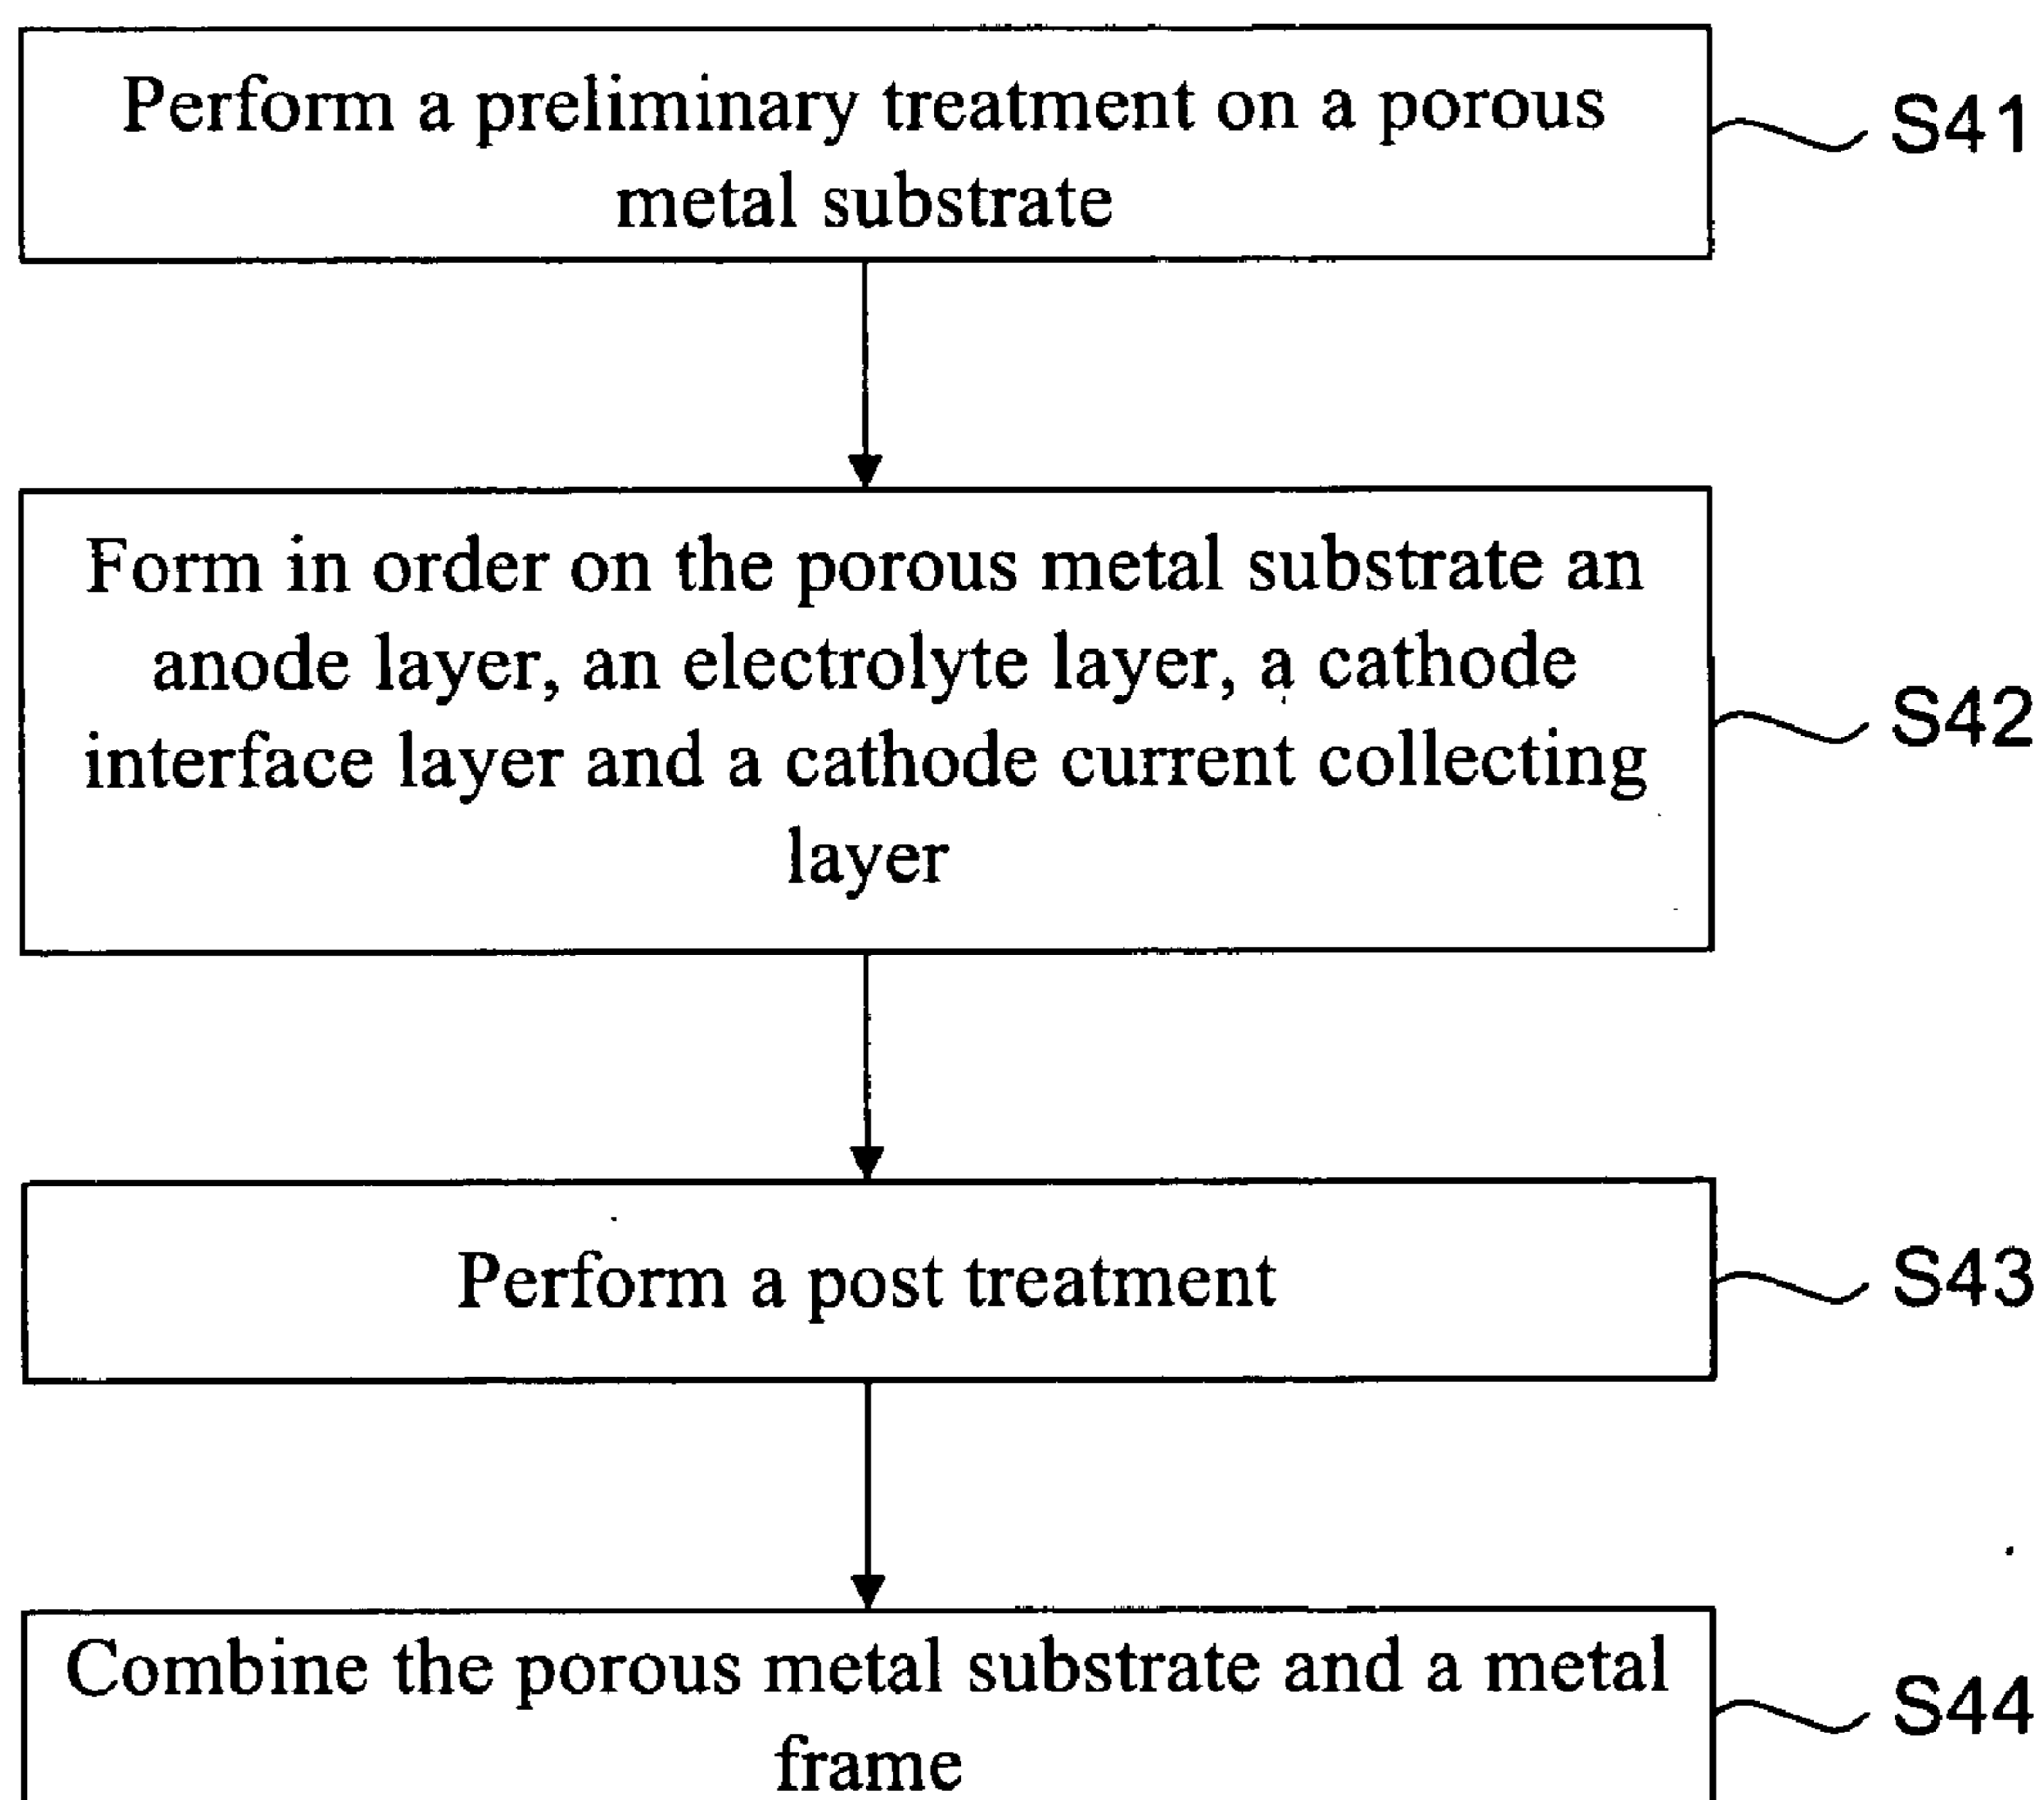 Perform a preliminary treatment on a porous
metal substrate
S41
Form in order on the porous metal substrate an
anode layer, an electrolyte layer, a cathode
interface layer and a cathode current collecting
layer
S42
Perform a post treatment
S43
Combine the porous metal substrate and a metal
frame
S44